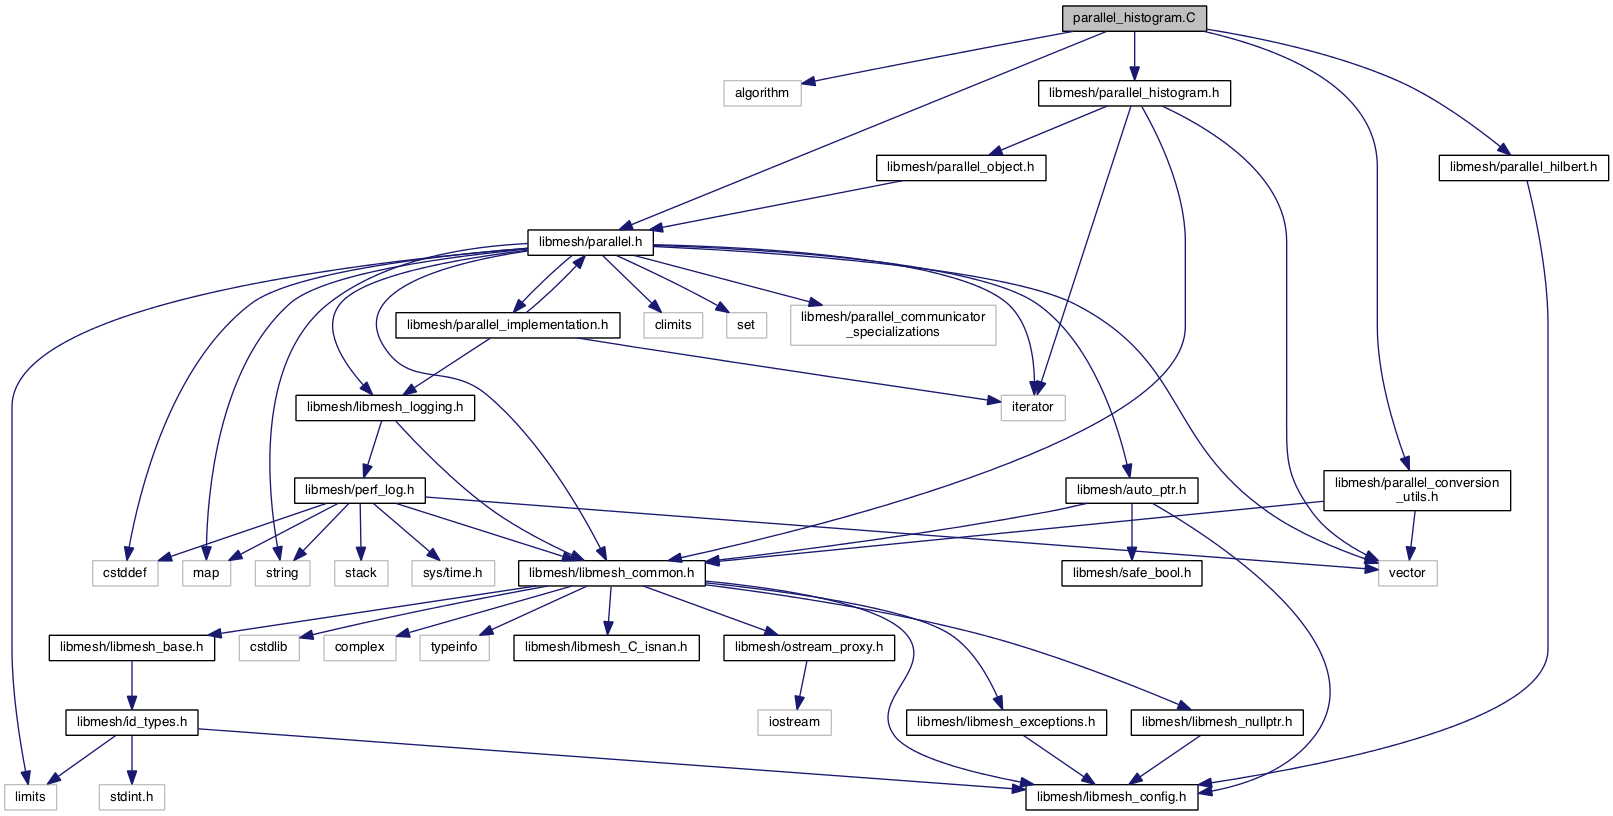 parallel_histogram.C
algorithm
libmesh/parallel_histogram.h
libmesh/parallel_object.h
libmesh/parallel_hilbert.h
libmesh/parallel.h
libmesh/parallel_implementation.h
climits
set
libmesh/parallel_communicator
_specializations
libmesh/libmesh_logging.h
iterator
libmesh/perf_log.h
libmesh/auto_ptr.h
libmesh/parallel_conversion
_utils.h
cstddef
map
string
stack
sys/time.h
libmesh/libmesh_common.h
libmesh/safe_bool.h
vector
libmesh/libmesh_base.h
cstdlib
complex
typeinfo
libmesh/libmesh_C_isnan.h
libmesh/ostream_proxy.h
libmesh/id_types.h
iostream
libmesh/libmesh_exceptions.h
libmesh/libmesh_nullptr.h
limits
stdint.h
libmesh/libmesh_config.h